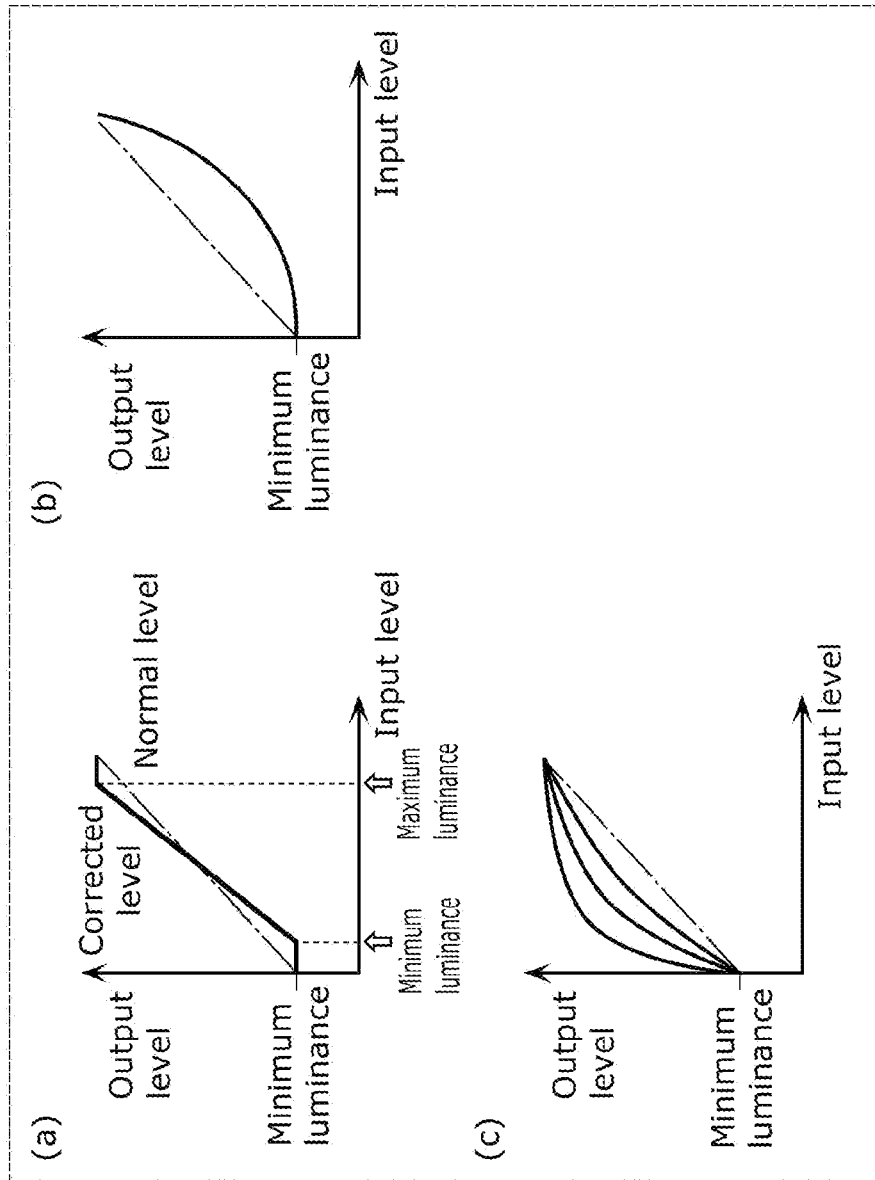 (a)
Output
level
Corrected
level
Normal level
Minimum
luminance
Input level
Minimum
luminance
Maximum
luminance
(b)
Output
level
Minimum
luminance
Input level
(c)
Output
level
Minimum
luminance
Input level